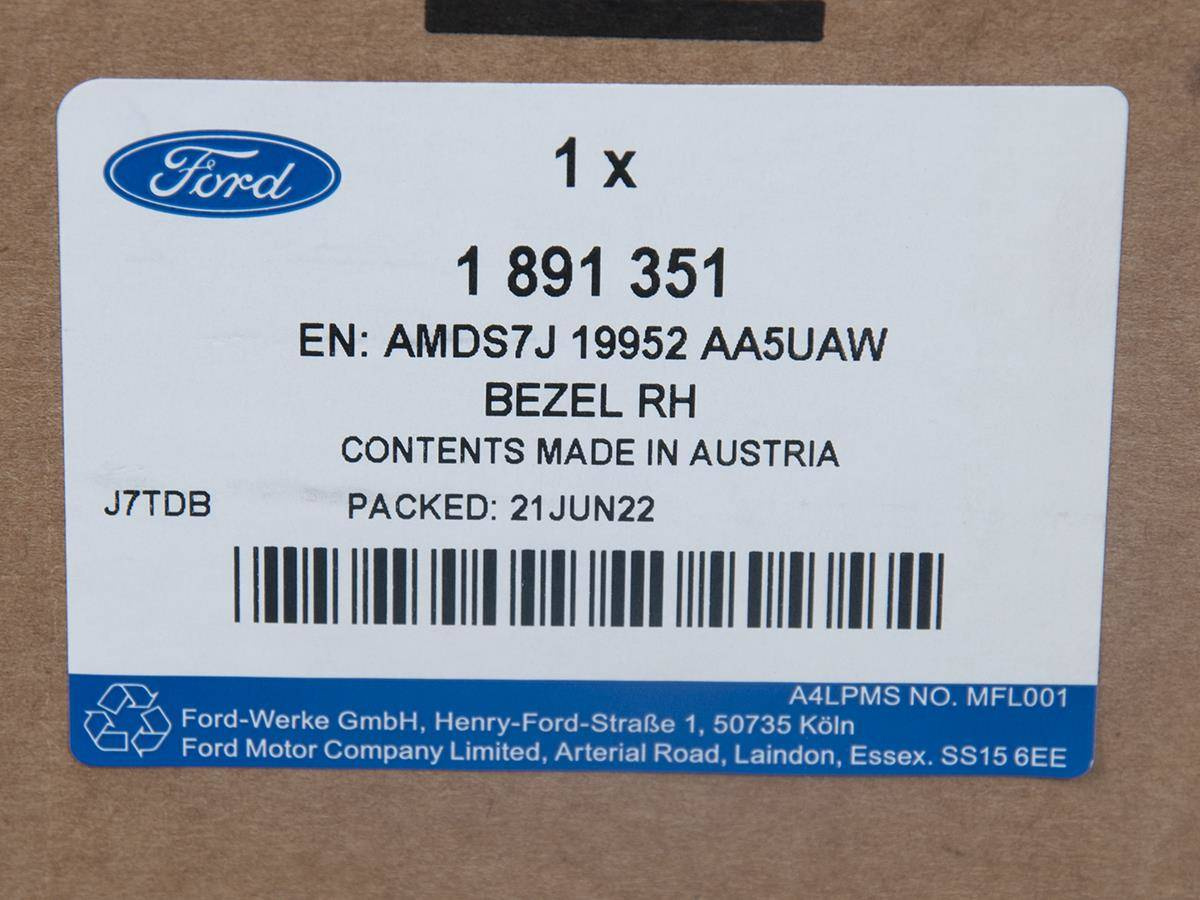 Ford
1 x
1 891 351
EN: AMDS7J 19952 AA5UAW
BEZEL RH
CONTENTS MADE IN AUSTRIA
J7TDB PACKED: 21JUN22
A4LPMS NO. MFL001
Ford-Werke GmbH, Henry-Ford-Straße 1, 50735 Köln
Ford Motor Company Limited, Arterial Road, Laindon, Essex. SS15 6EE